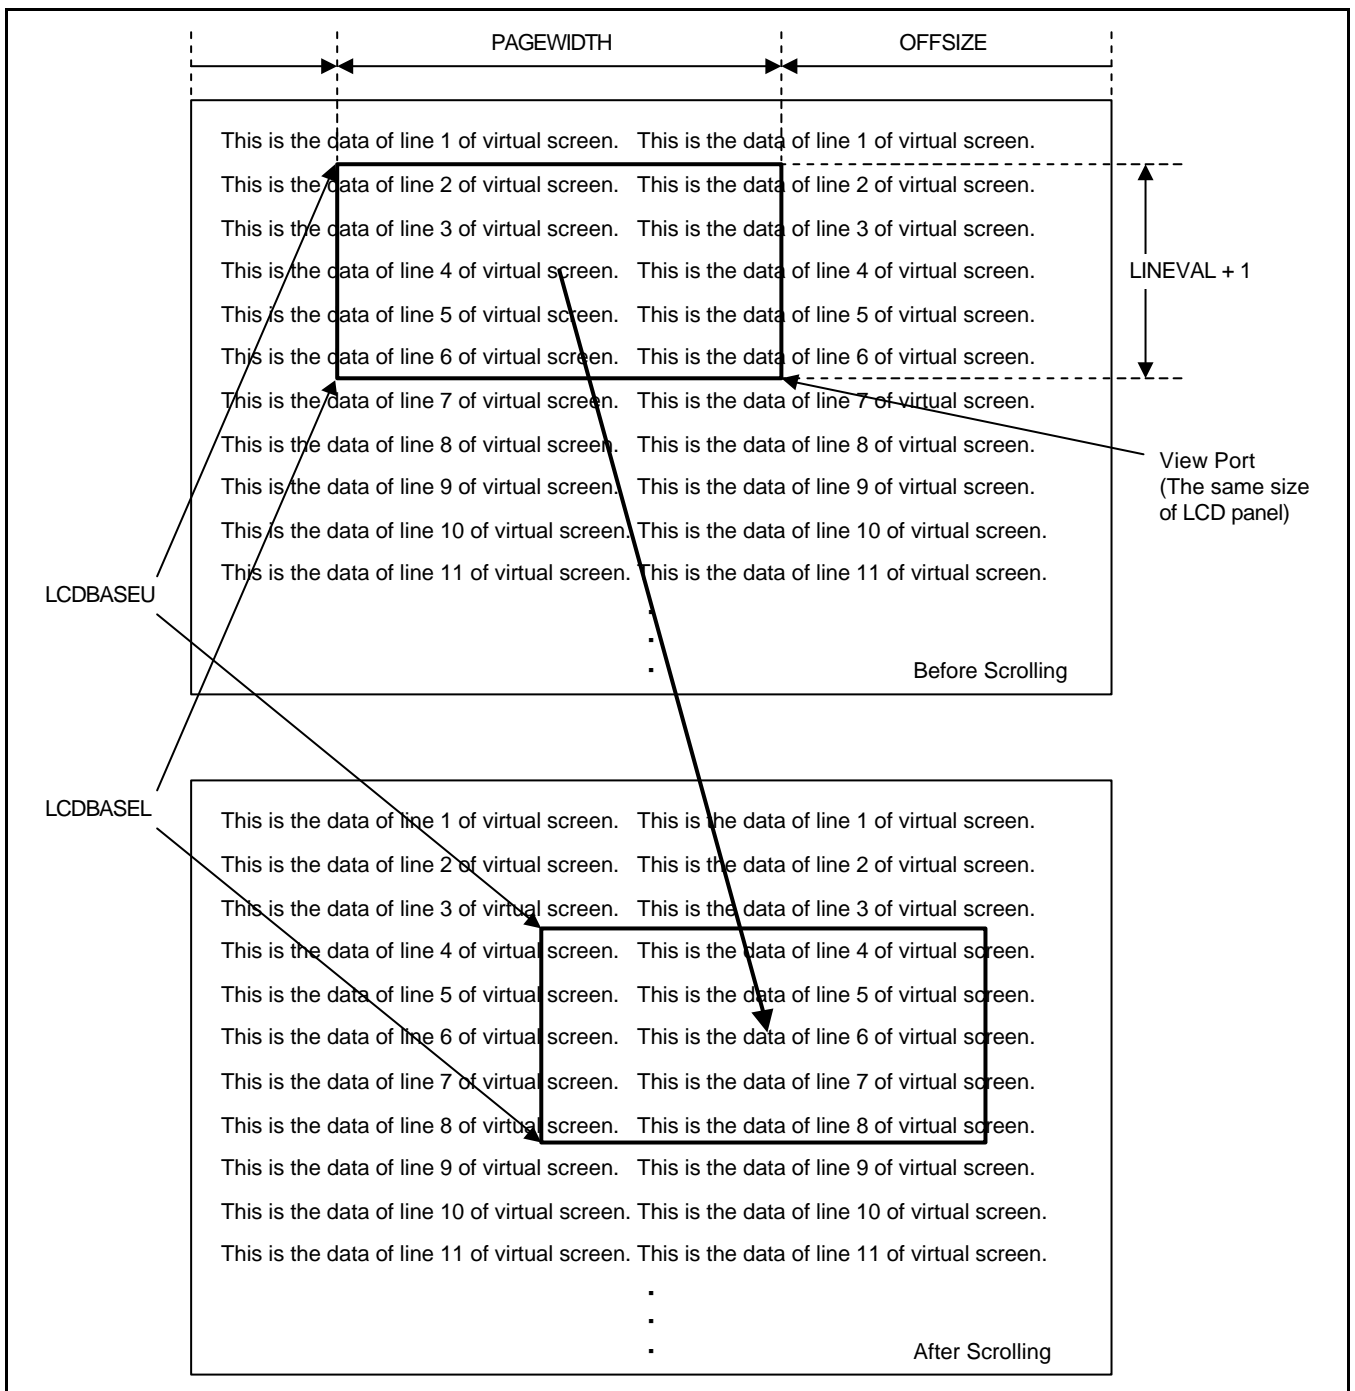 PAGEWIDTH OFFSIZE
This is the data of line 1 of virtual screen. This is the data of line 1 of virtual screen.
This is the data of line 2 of virtual screen. This is the data of line 2 of virtual screen.
This is the data of line 3 of virtual screen. This is the data of line 3 of virtual screen.
This is the data of line 4 of virtual screen. This is the data of line 4 of virtual screen.
LINEVAL + 1
This is the data of line 5 of virtual screen. This is the data of line 5 of virtual screen.
This is the data of line 6 of virtual screen. This is the data of line 6 of virtual screen.
This is the data of line 7 of virtual screen. This is the data of line 7 of virtual screen.
This is the data of line 8 of virtual screen. This is the data of line 8 of virtual screen.
View Port
(The same size
of LCD panel)
This is the data of line 9 of virtual screen. This is the data of line 9 of virtual screen.
This is the data of line 10 of virtual screen. This is the data of line 10 of virtual screen.
This is the data of line 11 of virtual screen. This is the data of line 11 of virtual screen.
LCDBASEU
.
.
.
Before Scrolling
LCDBASEL
This is the data of line 1 of virtual screen. This is the data of line 1 of virtual screen.
This is the data of line 2 of virtual screen. This is the data of line 2 of virtual screen.
This is the data of line 3 of virtual screen. This is the data of line 3 of virtual screen.
This is the data of line 4 of virtual screen. This is the data of line 4 of virtual screen.
This is the data of line 5 of virtual screen. This is the data of line 5 of virtual screen.
This is the data of line 6 of virtual screen. This is the data of line 6 of virtual screen.
This is the data of line 7 of virtual screen. This is the data of line 7 of virtual screen.
This is the data of line 8 of virtual screen. This is the data of line 8 of virtual screen.
This is the data of line 9 of virtual screen. This is the data of line 9 of virtual screen.
This is the data of line 10 of virtual screen. This is the data of line 10 of virtual screen.
This is the data of line 11 of virtual screen. This is the data of line 11 of virtual screen.
.
.
.
After Scrolling